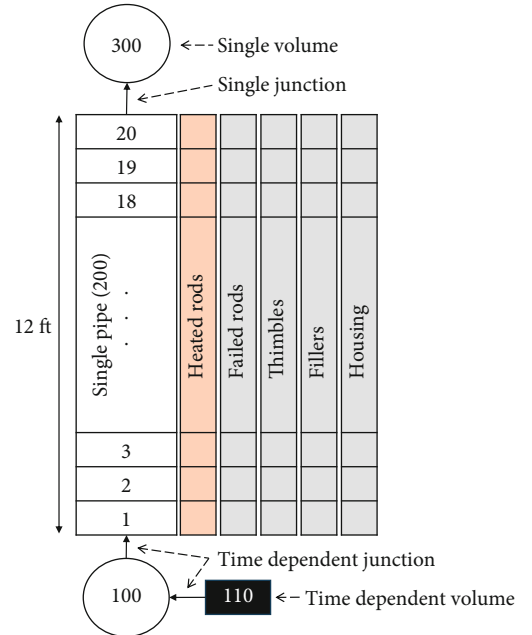 300
Single volume
Single junction
20
19
18
12 ft
Single pipe (200)
. . .
Heated rods
Failed rods
Thimbles
Fillers
Housing
3
2
1
Time dependent junction
100
110
Time dependent volume